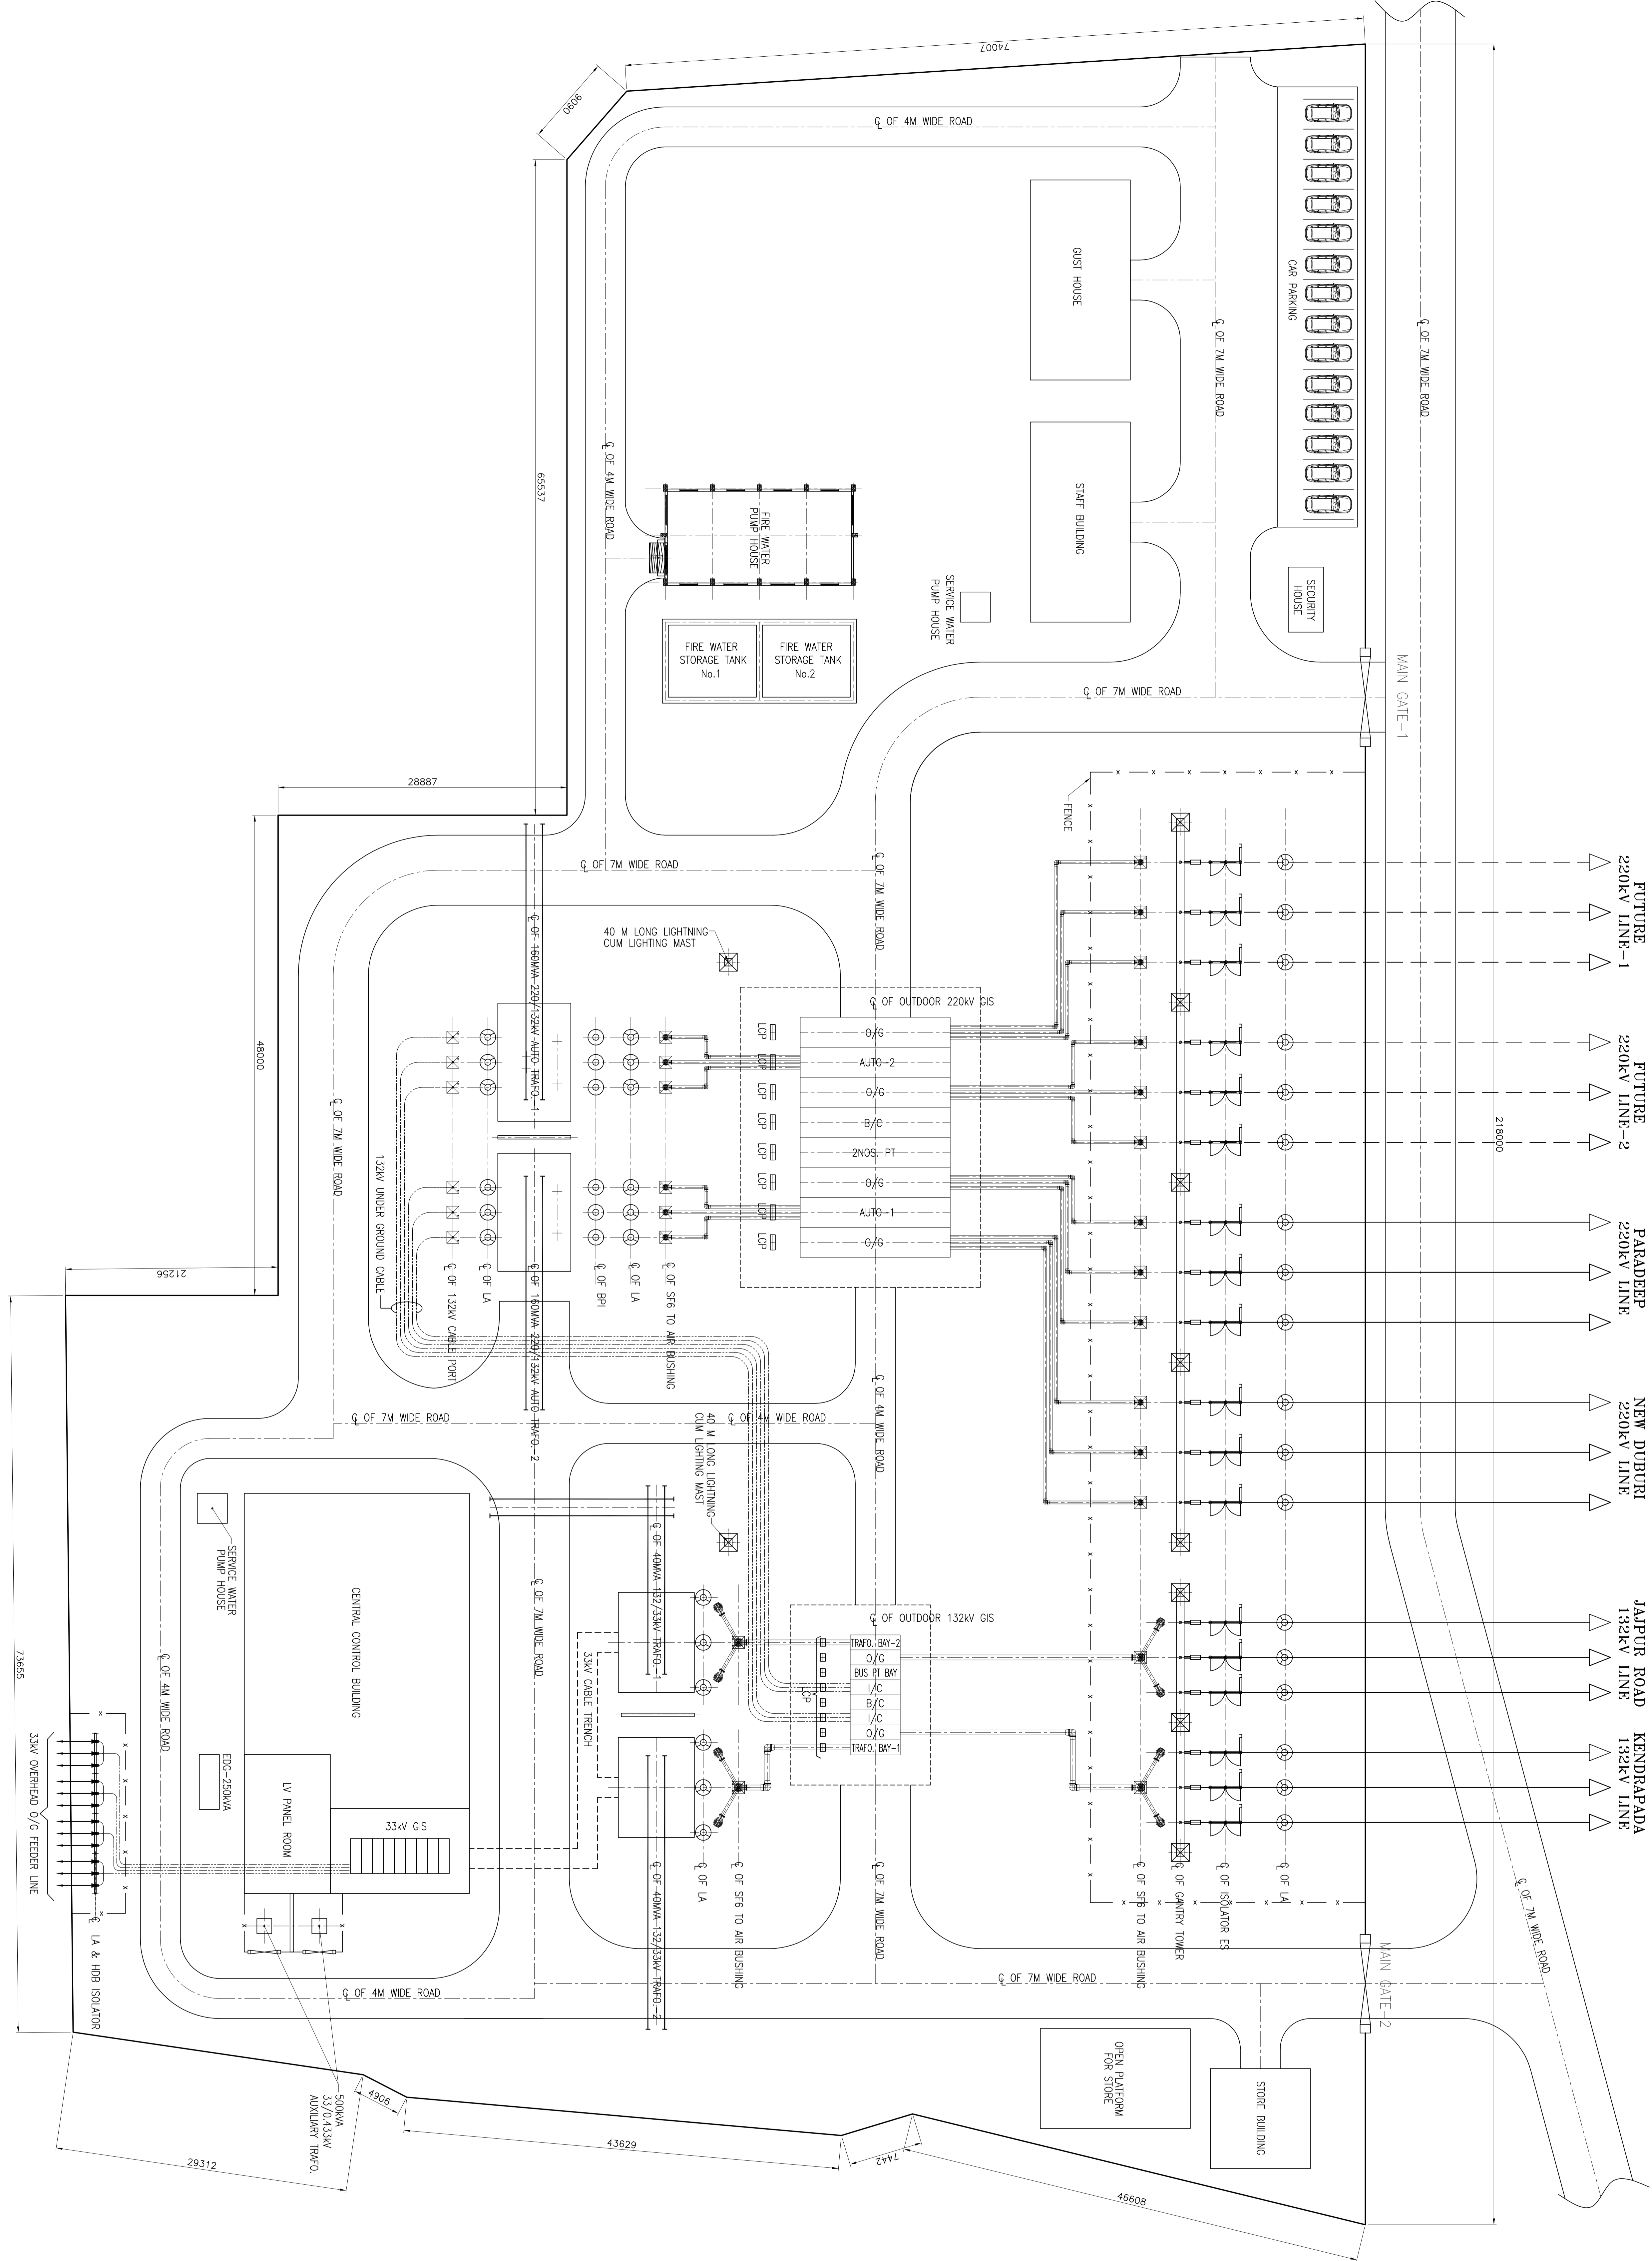 74007
9090
℄ OF 4M WIDE ROAD
CAR PARKING
℄ OF 7M WIDE ROAD
℄ OF 7M WIDE ROAD
GUST HOUSE
STAFF BUILDING
SECURITY
HOUSE
℄ OF 4M WIDE ROAD
65537
FIRE WATER
PUMP HOUSE
SERVICE WATER
PUMP HOUSE
FIRE WATER
STORAGE TANK
No.1
FIRE WATER
STORAGE TANK
No.2
MAIN GATE-1
℄ OF 7M WIDE ROAD
28887
FENCE
℄ OF 7M WIDE ROAD
℄ OF 7M WIDE ROAD
FUTURE
220kV LINE-1
FUTURE
220kV LINE-2
PARADEEP
220kV LINE
NEW DUBURI
220kV LINE
JAJPUR ROAD
132kV LINE
KENDRAPADA
132kV LINE
218000
40 M LONG LIGHTNING
CUM LIGHTING MAST
℄ OF 160MVA 220/132kV AUTO TRAFO.-1
℄ OF OUTDOOR 220kV GIS
LCP
O/G
LCP
AUTO-2
LCP
O/G
LCP
B/C
LCP
2NOS. PT
LCP
O/G
LCP
AUTO-1
LCP
O/G
48000
℄ OF 7M WIDE ROAD
132kV UNDER GROUND CABLE
21256
℄ OF 132kV CABLE PORT
℄ OF LA
℄ OF 160MVA 220/132kV AUTO TRAFO.-2
℄ OF BPI
℄ OF LA
℄ OF SF6 TO AIR BUSHING
℄ OF 4M WIDE ROAD
℄ OF 7M WIDE ROAD
℄ OF 4M WIDE ROAD
40 M LONG LIGHTNING
CUM LIGHTING MAST
℄ OF 40MVA 132/33kV TRAFO.-1
℄ OF 7M WIDE ROAD
SERVICE WATER
PUMP HOUSE
CENTRAL CONTROL BUILDING
℄ OF OUTDOOR 132kV GIS
LCP
TRAFO. BAY-2
O/G
BUS PT BAY
I/C
B/C
I/C
O/G
TRAFO. BAY-1
33kV CABLE TRENCH
73655
℄ OF 4M WIDE ROAD
EDG-250kVA
LV PANEL ROOM
33kV GIS
33kV OVERHEAD O/G FEEDER LINE
℄ LA & HDB ISOLATOR
℄ OF 40MVA 132/33kV TRAFO.-2
℄ OF LA
℄ OF SF6 TO AIR BUSHING
℄ OF 7M WIDE ROAD
℄ OF SF6 TO AIR BUSHING
℄ OF GANTRY TOWER
℄ OF ISOLATOR ES
℄ OF LA
℄ OF 7M WIDE ROAD
MAIN GATE-2
℄ OF 7M WIDE ROAD
℄ OF 4M WIDE ROAD
OPEN PLATFORM
FOR STORE
STORE BUILDING
500kVA
33/0.433kV
AUXILIARY TRAFO.
4906
29312
43629
7442
46608